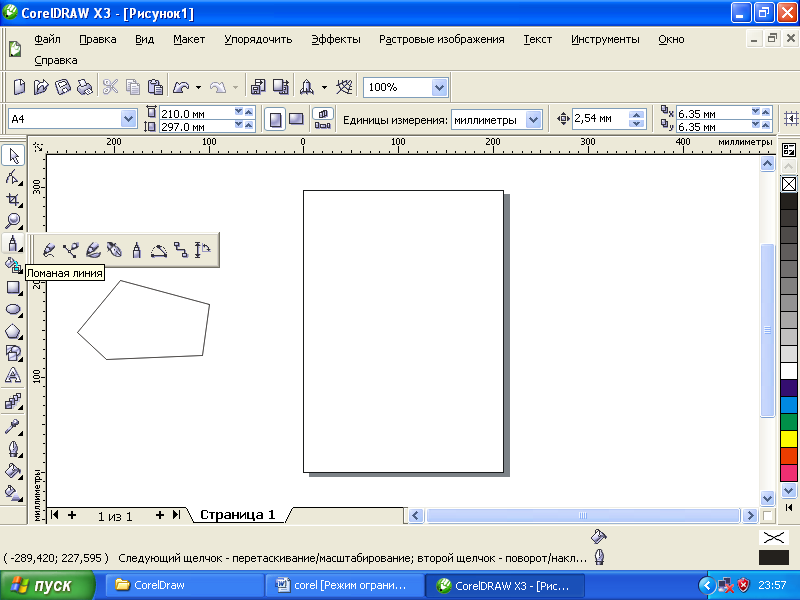 CorelDRAW X3 - [Рисунок1]
Файл Правка Вид Макет Упорядочить Эффекты Растровые изображения Текст Инструменты Окно
Справка
100%
A4 210.0 мм 297.0 мм Единицы измерения: миллиметры 2,54 мм 6.35 мм 6.35 мм
200 100 0 100 200 300 400 миллиметры
300
Ломаная линия
100
миллиметры
1 из 1 Страница 1
( -289,420; 227,595 ) Следующий щелчок - перетаскивание/масштабирование; второй щелчок - поворот/накл...
пуск CorelDraw corel [Режим ограни... CorelDRAW X3 - [Рис... 23:57